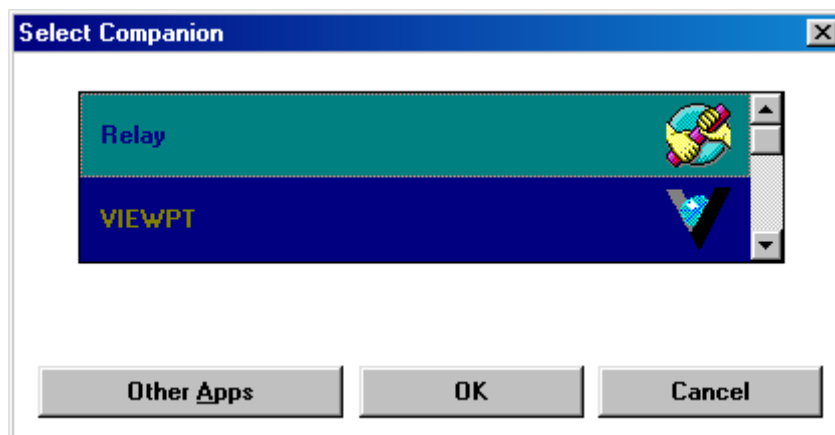 Select Companion
Relay
VIEWPT
Other Apps
OK
Cancel